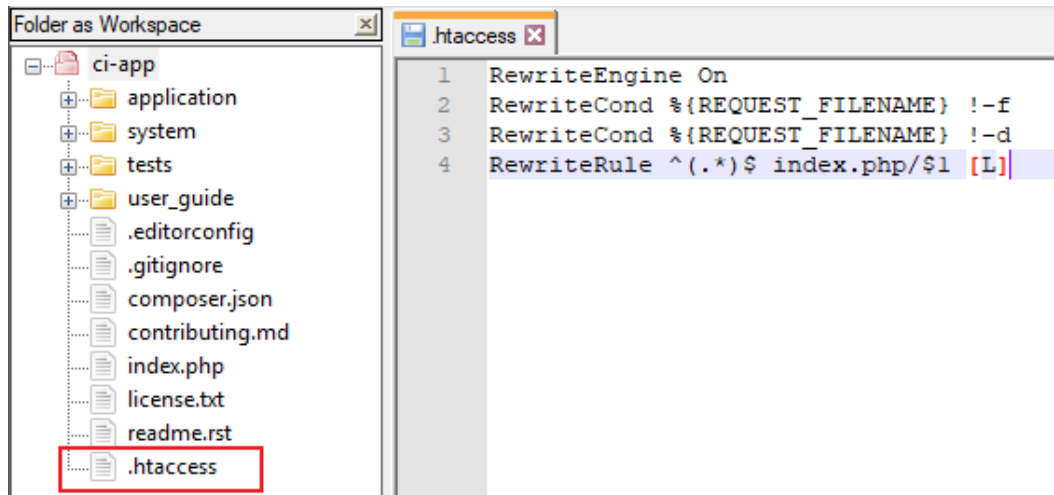 Folder as Workspace
ci-app
application
system
tests
user_guide
.editorconfig
.gitignore
composer.json
contributing.md
index.php
license.txt
readme.rst
.htaccess
.htaccess
1 RewriteEngine On
2 RewriteCond %{REQUEST_FILENAME} !-f
3 RewriteCond %{REQUEST_FILENAME} !-d
4 RewriteRule ^(.*)$ index.php/$1 [L]